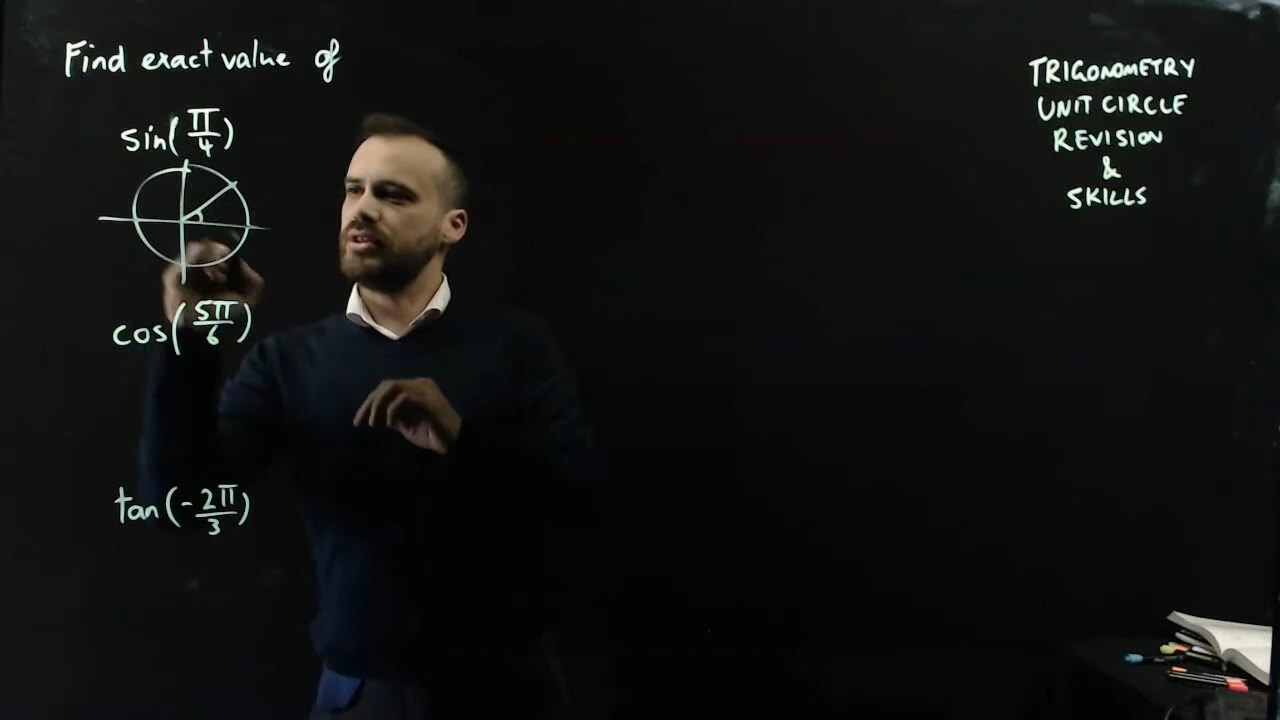 Find exact value of
sin(π/4)
cos(5π/6)
tan(-2π/3)
TRIGONOMETRY
UNIT CIRCLE
REVISION
&
SKILLS